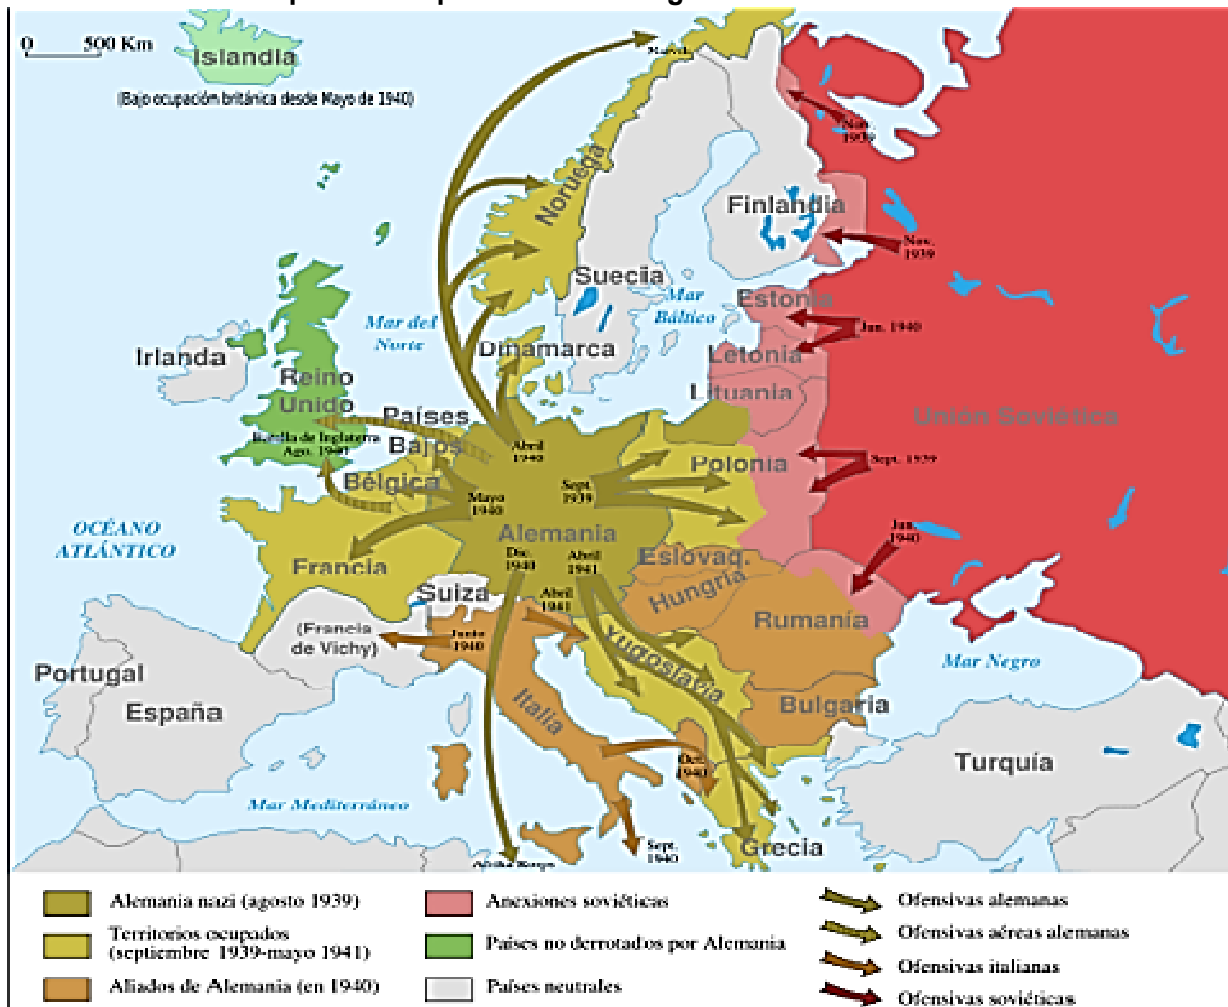 0 500 Km
Islandia
(Bajo ocupación británica desde Mayo de 1940)
Nov.
1939
Noruega
Finlandia
Nov.
1939
Suecia
Mar
Báltico
Estonia
Jun. 1940
Mar del
Norte
Dinamarca
Letonia
Irlanda
Reino
Unido
Lituania
Países
Bajos
Union Soviética
Batalla de Inglaterra
Ago. 1940
Abril
1940
Polonia
Sept. 1939
Bélgica
Mayo
1940
Sept.
1939
OCÉANO
ATLÁNTICO
Alemania
Jun.
1940
Francia
Dic.
1940
Abril
1941
Eslovaq.
Hungría
Suiza
Abril
1941
Rumanía
(Francia
de Vichy)
Junio
1940
Yugoslavia
Mar Negro
Portugal
España
Italia
Bulgaria
Turquía
Oct.
1940
Mar Mediterráneo
Sept.
1940
Grecia
Alemania nazi (agosto 1939)
Territorios ocupados
(septiembre 1939-mayo 1941)
Aliados de Alemania (en 1940)
Anexiones soviéticas
Países no derrotados por Alemania
Países neutrales
Ofensivas alemanas
Ofensivas aéreas alemanas
Ofensivas italianas
Ofensivas soviéticas